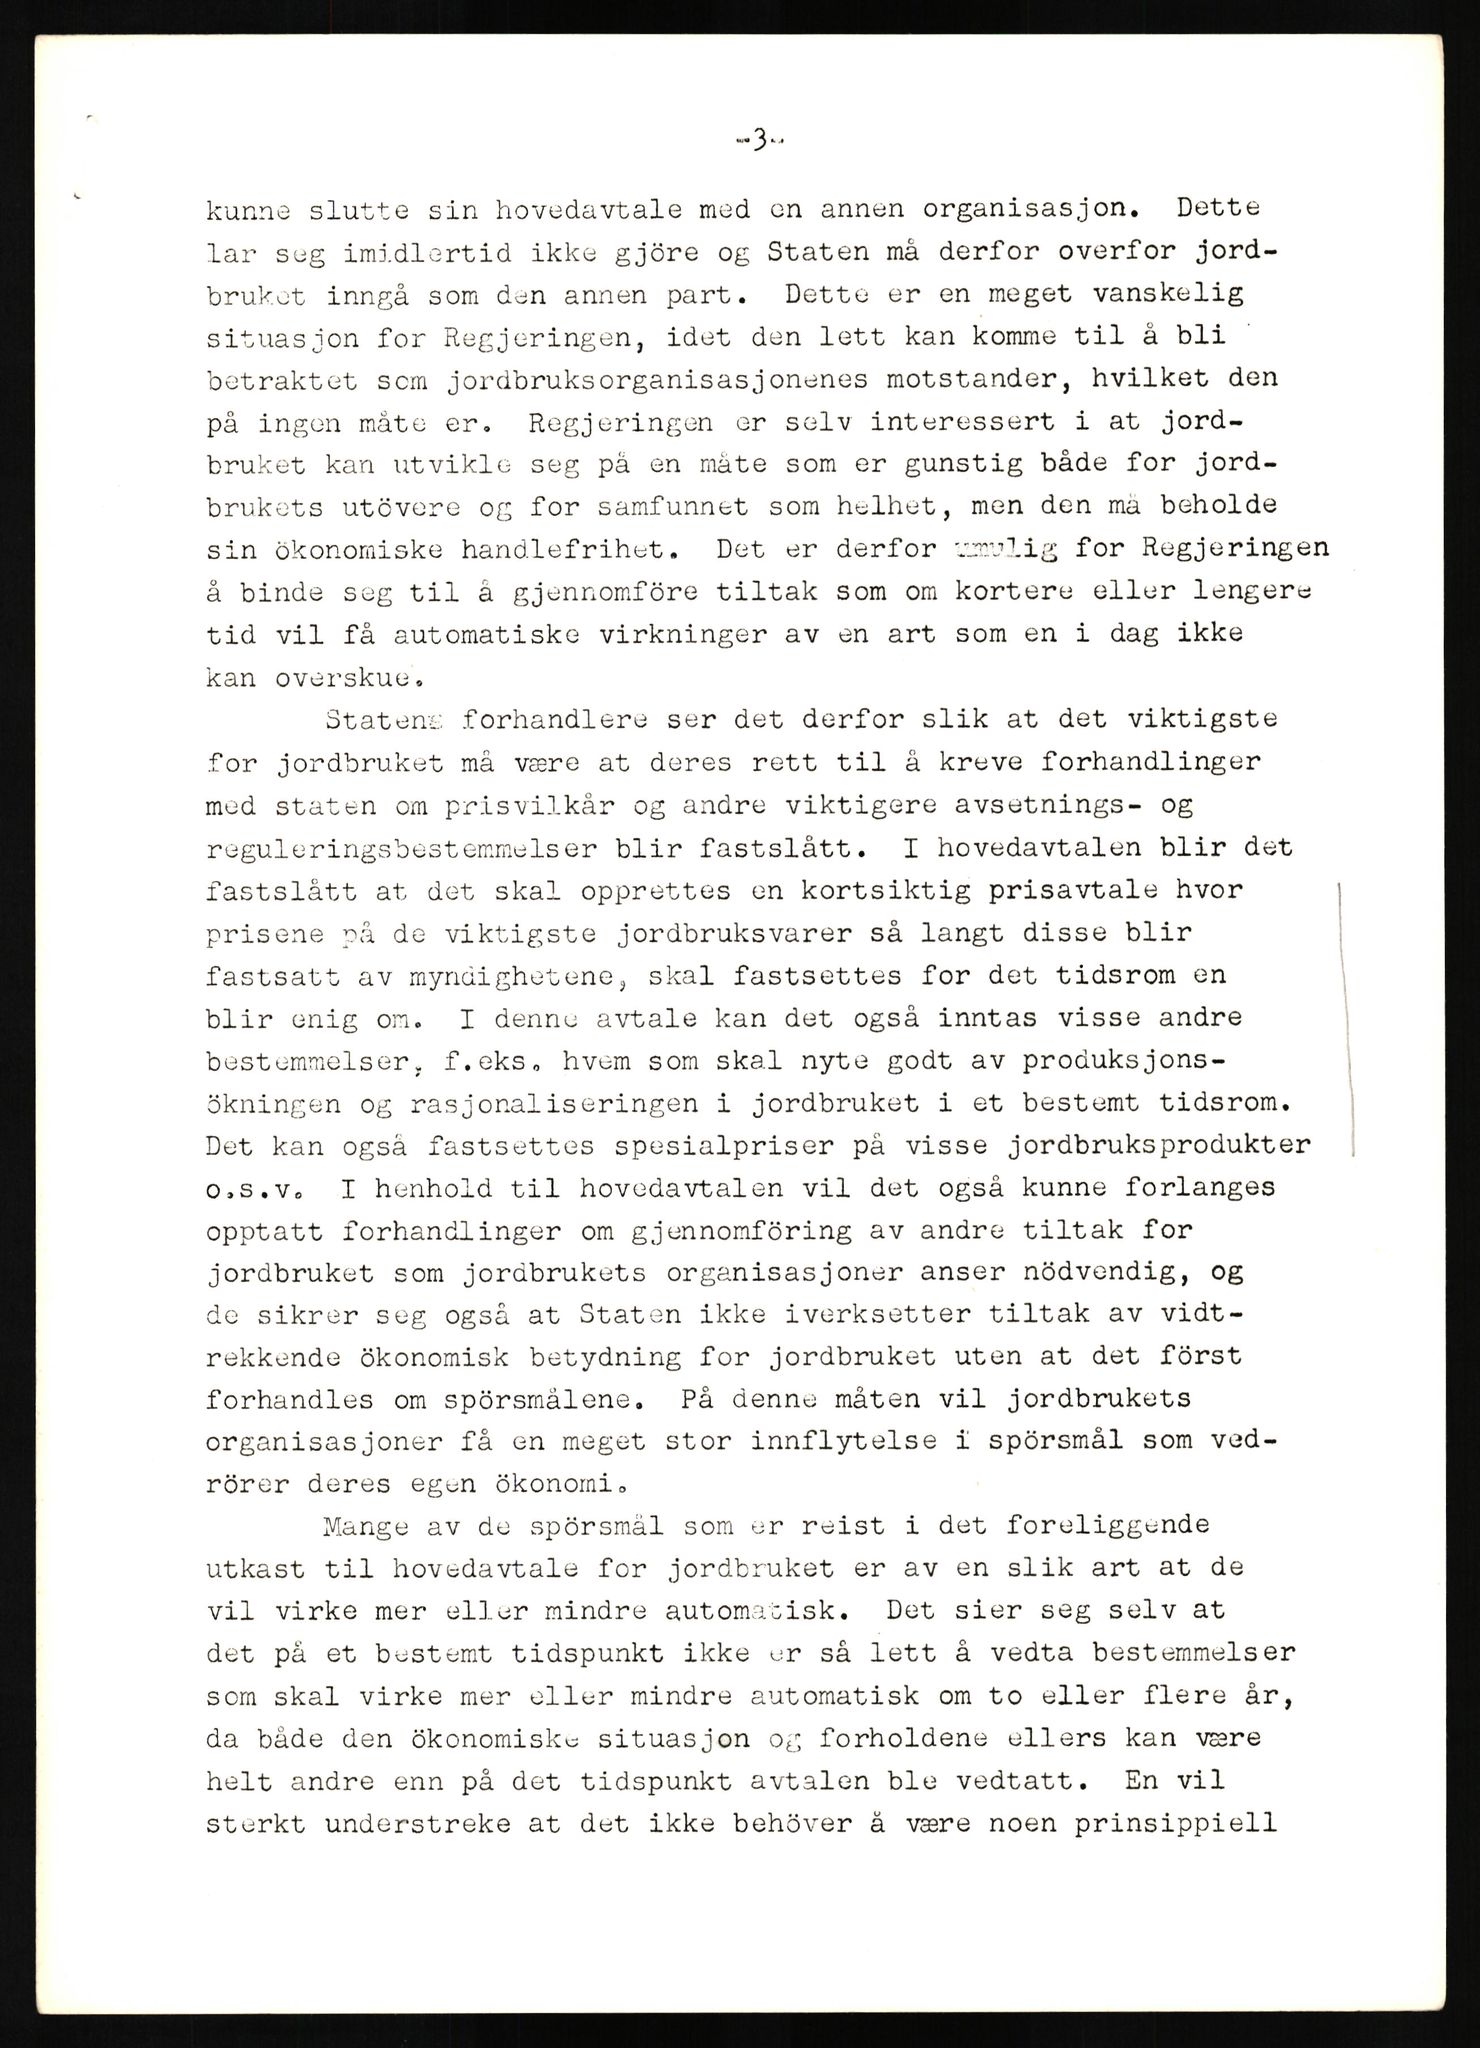 -3-
kunne slutte sin hovedavtale med en annen organisasjon. Dette
lar seg imidlertid ikke gjöre og Staten må derfor overfor jord-
bruket inngå som den annen part. Dette er en meget vanskelig
situasjon for Regjeringen, idet den lett kan komme til å bli
betraktet som jordbruksorganisasjonenes motstander, hvilket den
på ingen måte er. Regjeringen er selv interessert i at jord-
bruket kan utvikle seg på en måte som er gunstig både for jord-
brukets utövere og for samfunnet som helhet, men den må beholde
sin ökonomiske handlefrihet. Det er derfor umulig for Regjeringen
å binde seg til å gjennomföre tiltak som om kortere eller lengere
tid vil få automatiske virkninger av en art som en i dag ikke
kan overskue.
Statens forhandlere ser det derfor slik at det viktigste
for jordbruket må være at deres rett til å kreve forhandlinger
med staten om prisvilkår og andre viktigere avsetnings- og
reguleringsbestemmelser blir fastslått. I hovedavtalen blir det
fastslått at det skal opprettes en kortsiktig prisavtale hvor
prisene på de viktigste jordbruksvarer så langt disse blir
fastsatt av myndighetene, skal fastsettes for det tidsrom en
blir enig om. I denne avtale kan det også inntas visse andre
bestemmelser, f.eks. hvem som skal nyte godt av produksjons-
ökningen og rasjonaliseringen i jordbruket i et bestemt tidsrom.
Det kan også fastsettes spesialpriser på visse jordbruksprodukter
o.s.v. I henhold til hovedavtalen vil det også kunne forlanges
opptatt forhandlinger om gjennomföring av andre tiltak for
jordbruket som jordbrukets organisasjoner anser nödvendig, og
de sikrer seg også at Staten ikke iverksetter tiltak av vidt-
rekkende ökonomisk betydning for jordbruket uten at det först
forhandles om spörsmålene. På denne måten vil jordbrukets
organisasjoner få en meget stor innflytelse i spörsmål som ved-
rörer deres egen ökonomi.
Mange av de spörsmål som er reist i det foreliggende
utkast til hovedavtale for jordbruket er av en slik art at de
vil virke mer eller mindre automatisk. Det sier seg selv at
det på et bestemt tidspunkt ikke er så lett å vedta bestemmelser
som skal virke mer eller mindre automatisk om to eller flere år,
da både den ökonomiske situasjon og forholdene ellers kan være
helt andre enn på det tidspunkt avtalen ble vedtatt. En vil
sterkt understreke at det ikke behöver å være noen prinsippiell